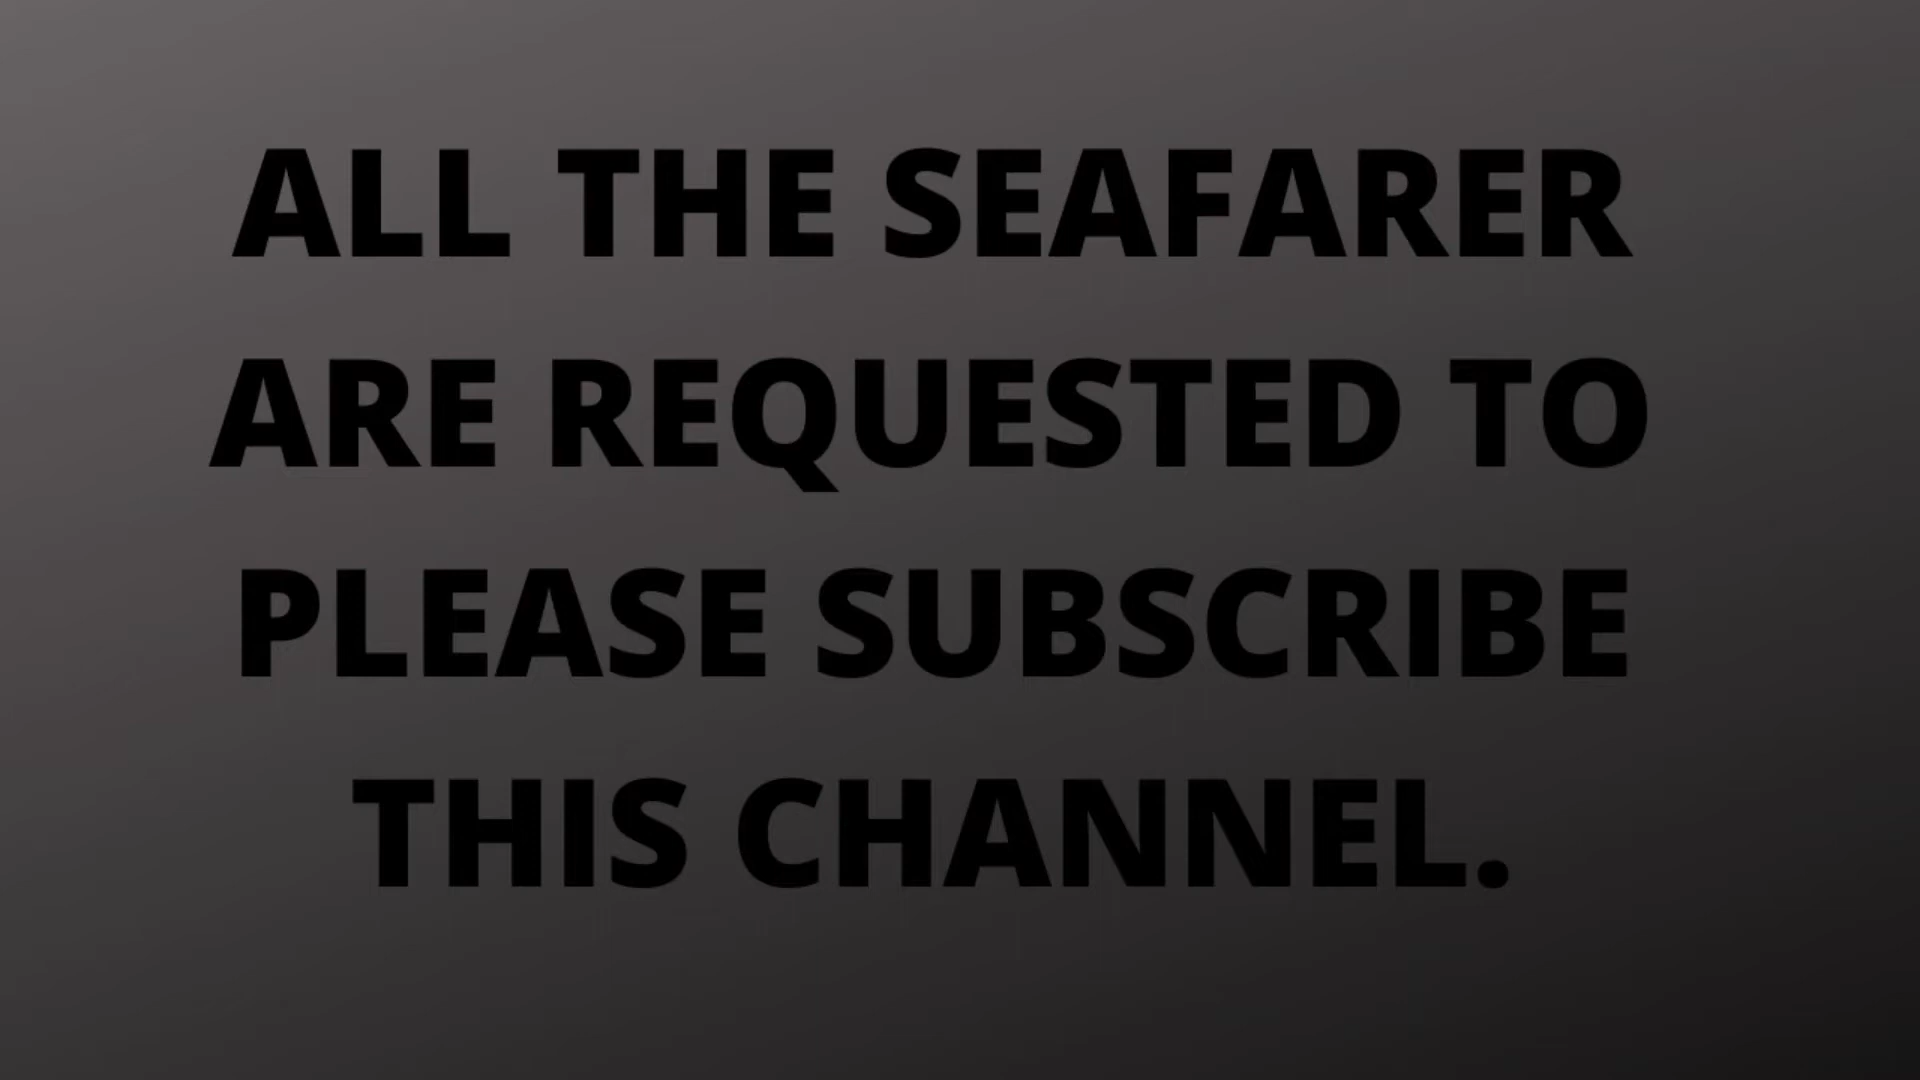 ALL THE SEAFARER
ARE REQUESTED TO
PLEASE SUBSCRIBE
THIS CHANNEL.